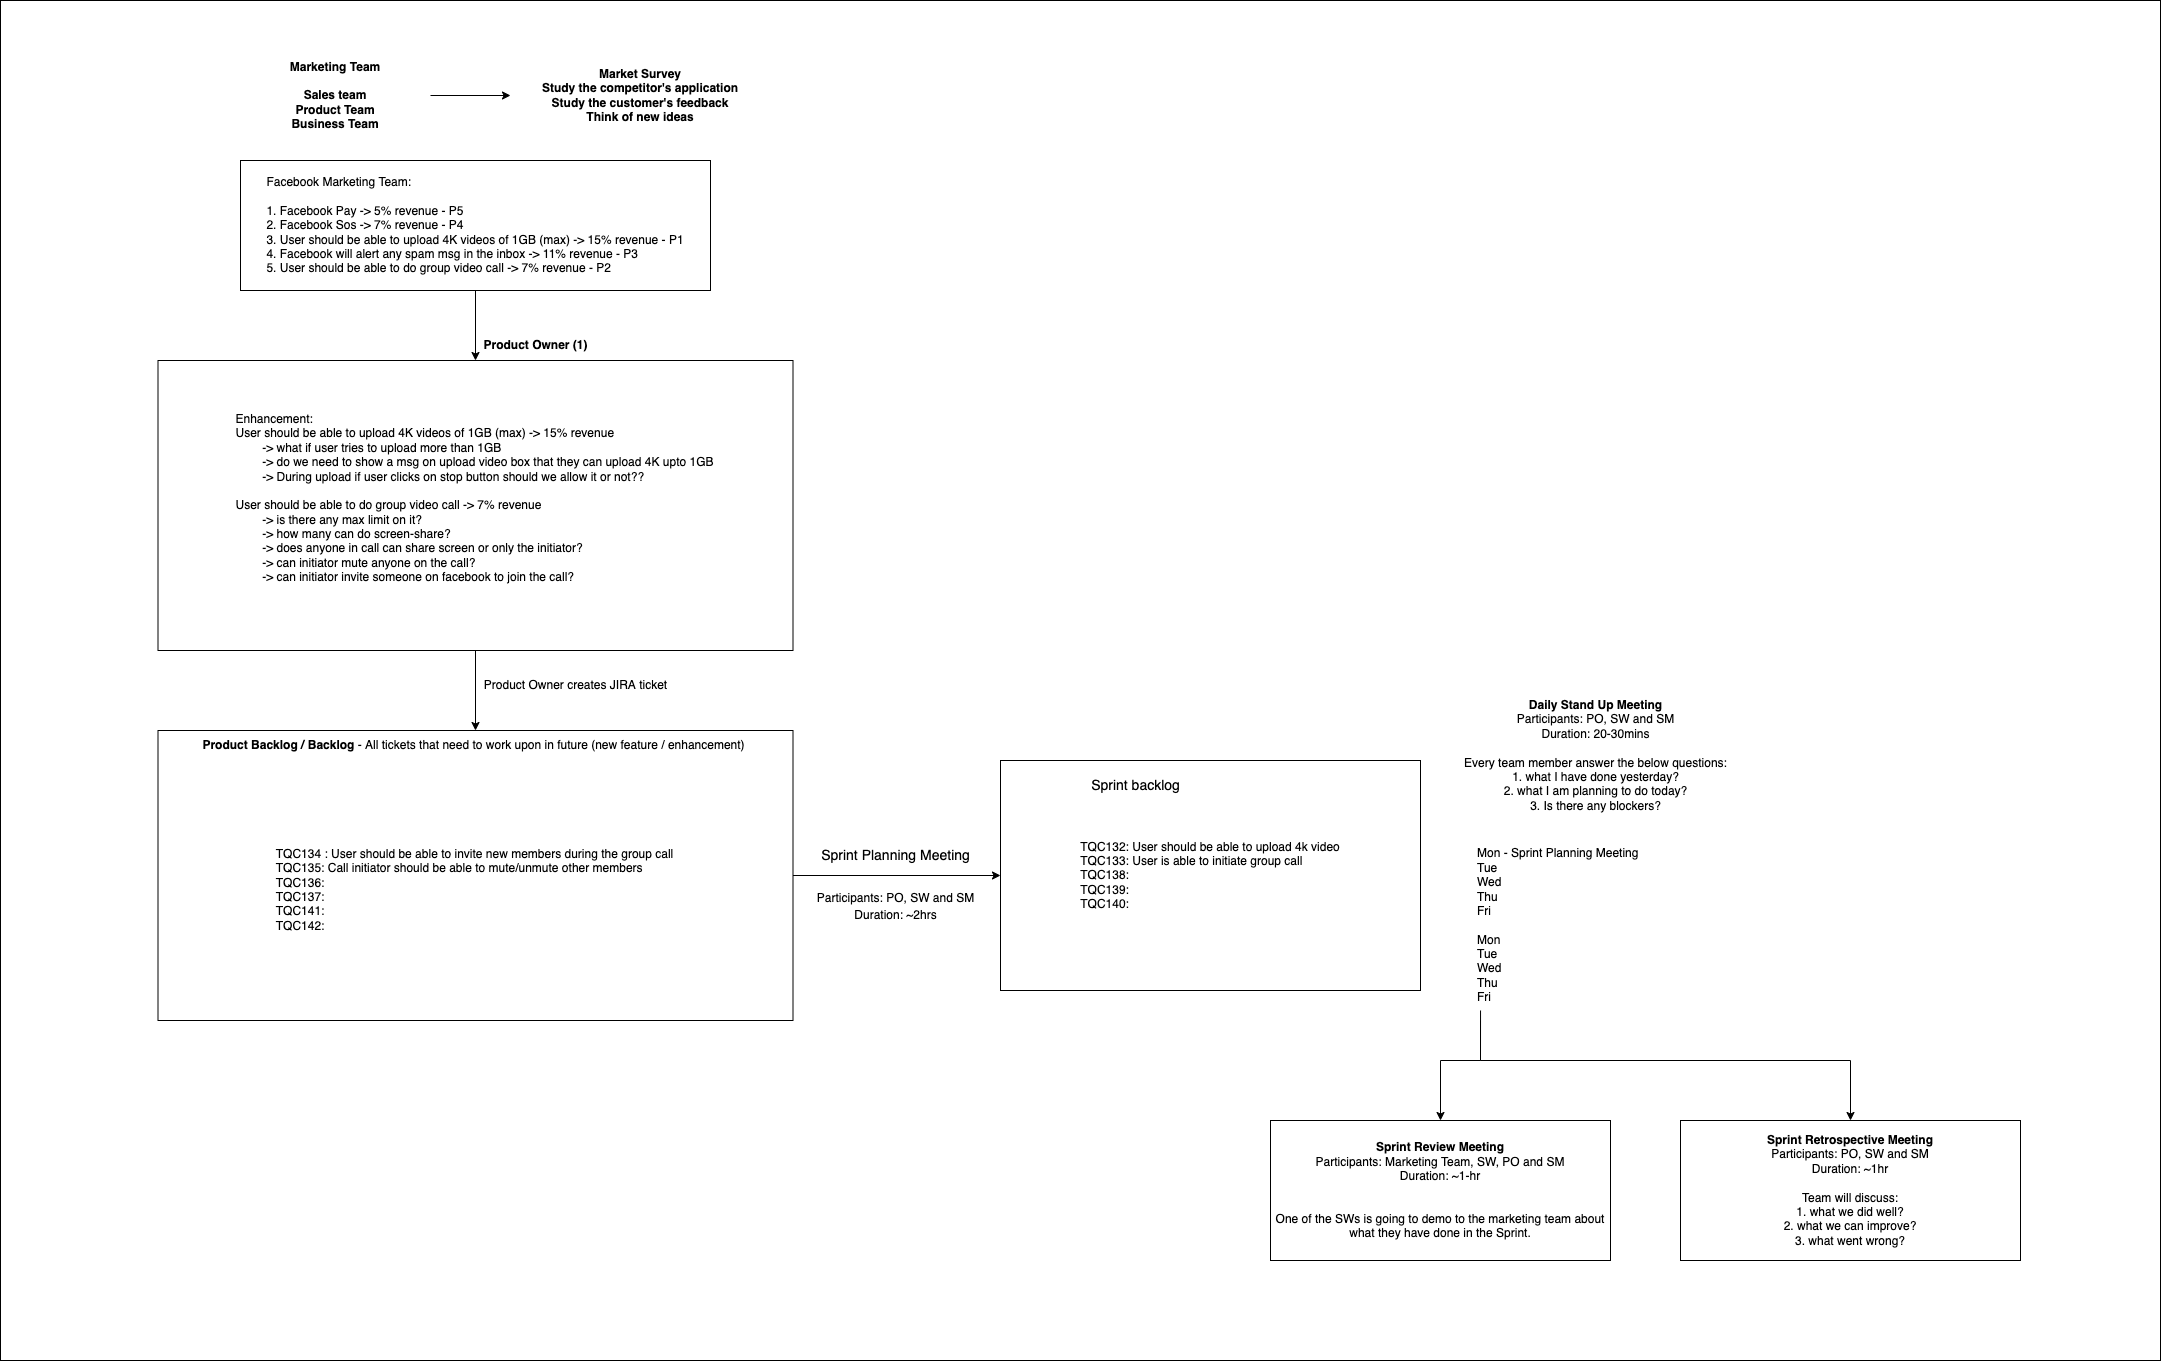 Marketing Team
Sales team
Product Team
Business Team
Market Survey
Study the competitor's application
Study the customer's feedback
Think of new ideas
Facebook Marketing Team:
1. Facebook Pay -> 5% revenue - P5
2. Facebook Sos -> 7% revenue - P4
3. User should be able to upload 4K videos of 1GB (max) -> 15% revenue - P1
4. Facebook will alert any spam msg in the inbox -> 11% revenue - P3
5. User should be able to do group video call -> 7% revenue - P2
Product Owner (1)
Enhancement:
User should be able to upload 4K videos of 1GB (max) -> 15% revenue
-> what if user tries to upload more than 1GB
-> do we need to show a msg on upload video box that they can upload 4K upto 1GB
-> During upload if user clicks on stop button should we allow it or not??
User should be able to do group video call -> 7% revenue
-> is there any max limit on it?
-> how many can do screen-share?
-> does anyone in call can share screen or only the initiator?
-> can initiator mute anyone on the call?
-> can initiator invite someone on facebook to join the call?
Product Owner creates JIRA ticket
Product Backlog / Backlog - All tickets that need to work upon in future (new feature / enhancement)
TQC134 : User should be able to invite new members during the group call
TQC135: Call initiator should be able to mute/unmute other members
TQC136:
TQC137:
TQC141:
TQC142:
Sprint Planning Meeting
Participants: PO, SW and SM
Duration: ~2hrs
Sprint backlog
TQC132: User should be able to upload 4k video
TQC133: User is able to initiate group call
TQC138:
TQC139:
TQC140:
Daily Stand Up Meeting
Participants: PO, SW and SM
Duration: 20-30mins
Every team member answer the below questions:
1. what I have done yesterday?
2. what I am planning to do today?
3. Is there any blockers?
Mon - Sprint Planning Meeting
Tue
Wed
Thu
Fri
Mon
Tue
Wed
Thu
Fri
Sprint Review Meeting
Participants: Marketing Team, SW, PO and SM
Duration: ~1-hr
One of the SWs is going to demo to the marketing team about
what they have done in the Sprint.
Sprint Retrospective Meeting
Participants: PO, SW and SM
Duration: ~1hr
Team will discuss:
1. what we did well?
2. what we can improve?
3. what went wrong?